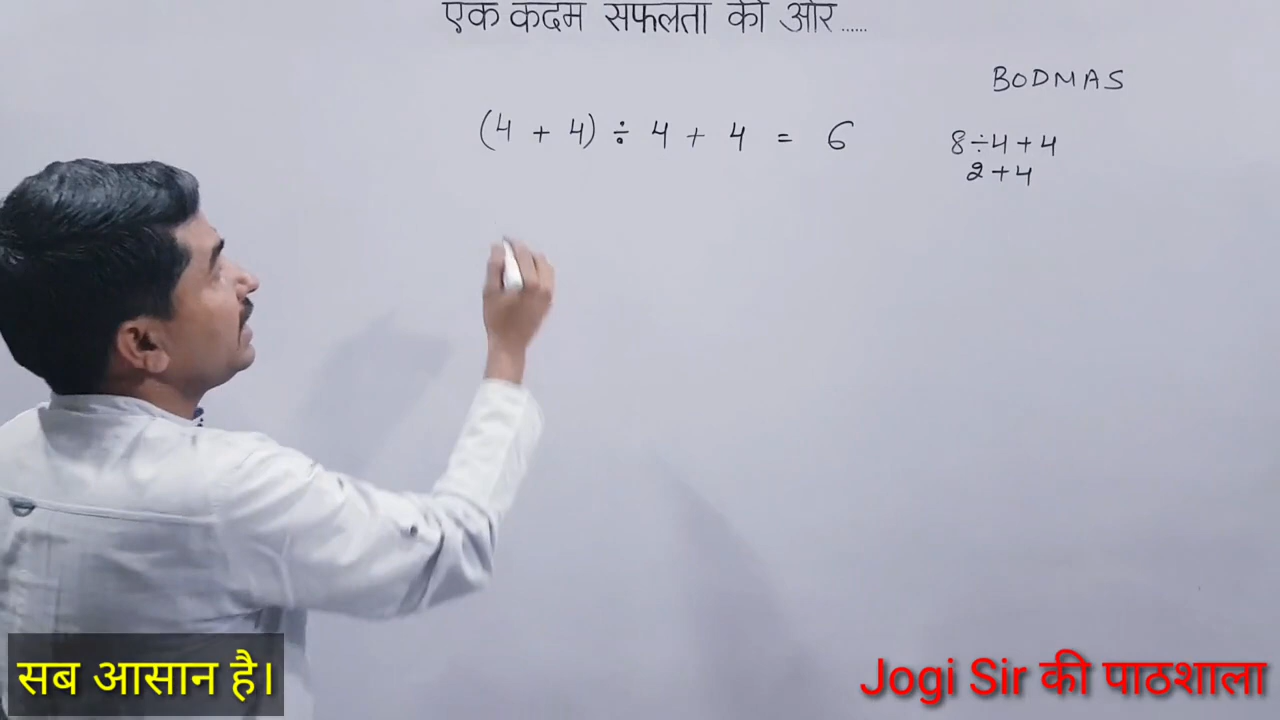 एक कदम सफलता की ओर ......
BODMAS
(4 + 4) ÷ 4 + 4 = 6
8÷4+4
2+4
सब आसान है।
Jogi Sir की पाठशाला